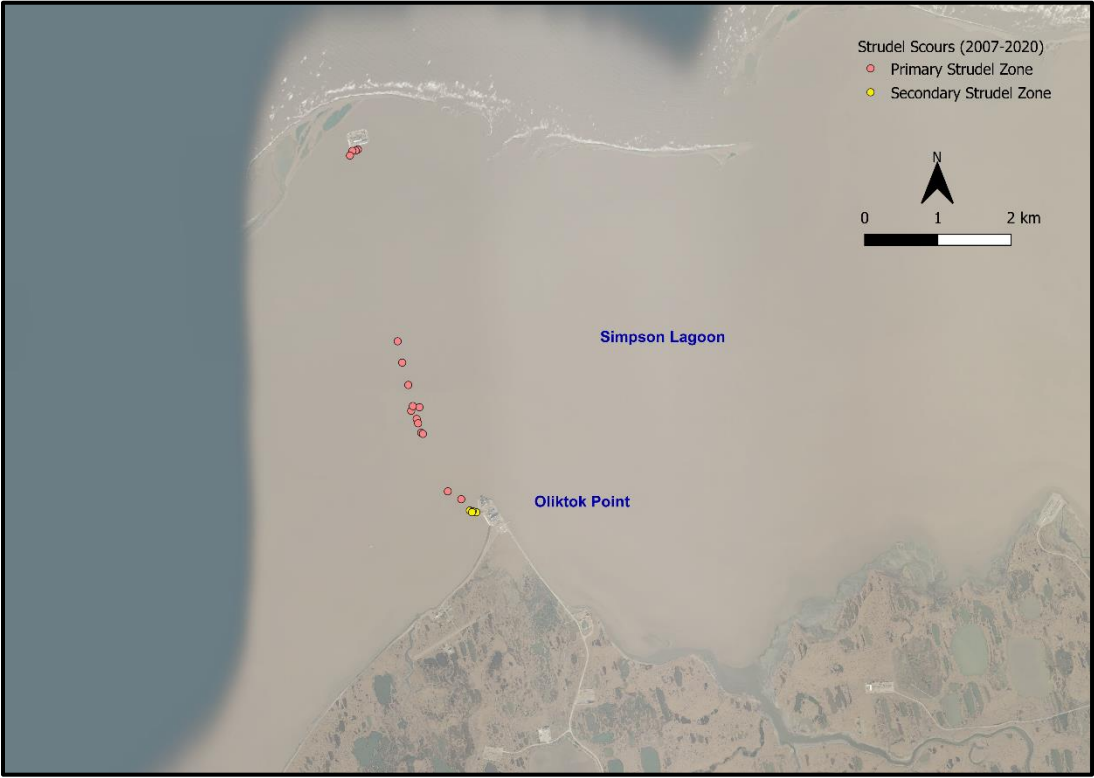 Strudel Scours (2007-2020)
Primary Strudel Zone
Secondary Strudel Zone
N
0 1 2 km
Simpson Lagoon
Oliktok Point